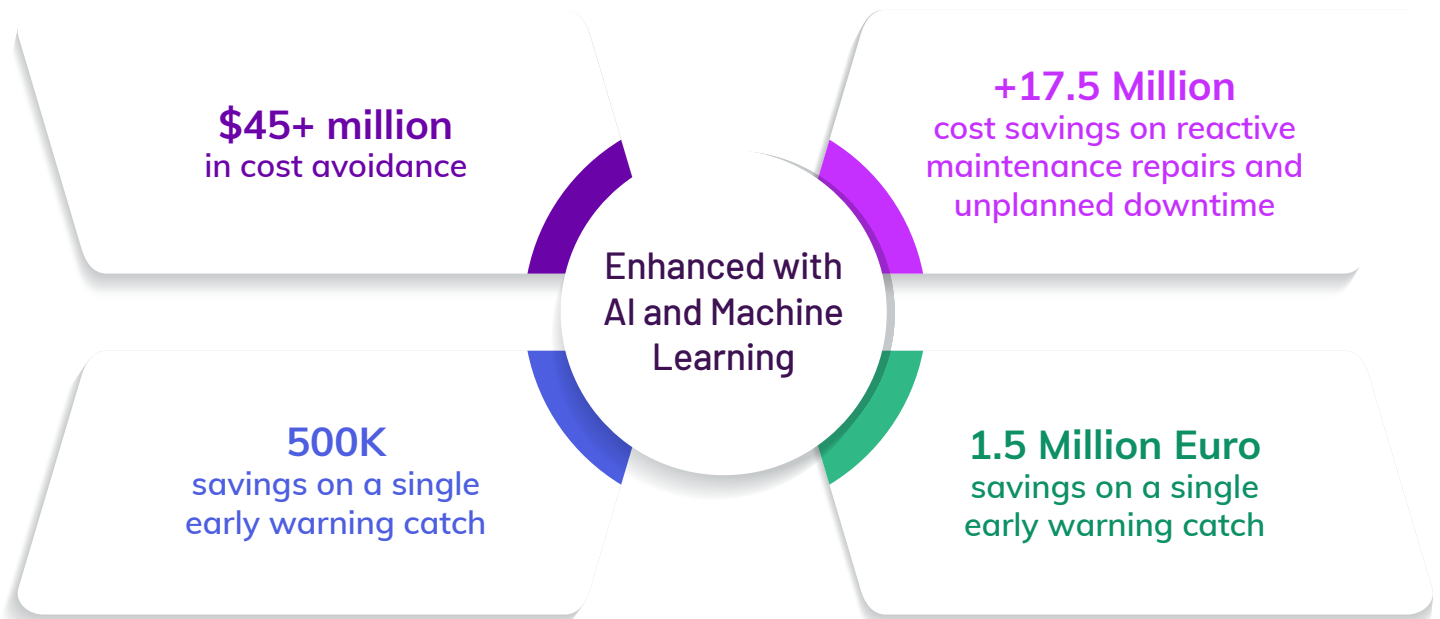 $45+ million
in cost avoidance
+17.5 Million
cost savings on reactive
maintenance repairs and
unplanned downtime
Enhanced with
AI and Machine
Learning
500K
savings on a single
early warning catch
1.5 Million Euro
savings on a single
early warning catch